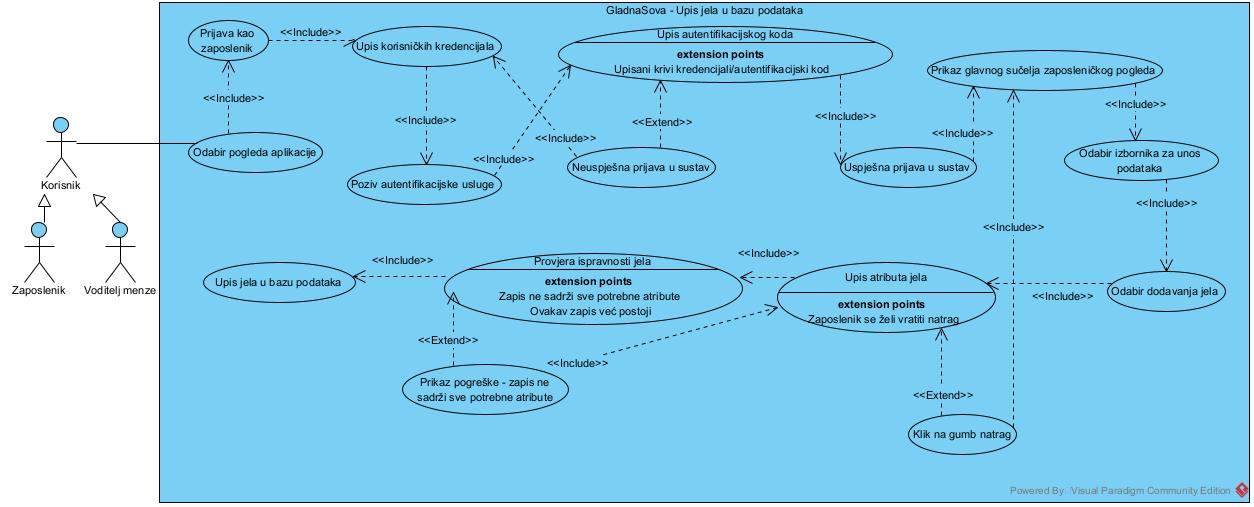 GladnaSova - Upis jela u bazu podataka
Prijava kao
zaposlenik
<<Include>>
Upis korisničkih kredencijala
Upis autentifikacijskog koda
extension points
Upisani krivi kredencijali/autentifikacijski kod
Prikaz glavnog sučelja zaposleničkog pogleda
<<Include>>
<<Include>>
<<Include>>
<<Extend>>
<<Include>>
<<Include>>
<<Include>>
<<Include>>
Odabir pogleda aplikacije
<<Include>>
Poziv autentifikacijske usluge
Neuspješna prijava u sustav
Uspješna prijava u sustav
Odabir izbornika za unos
podataka
Korisnik
<<Include>>
<<Include>>
Zaposlenik
Voditelj menze
Upis jela u bazu podataka
<<Include>>
Provjera ispravnosti jela
extension points
Zapis ne sadrži sve potrebne atribute
Ovakav zapis već postoji
<<Include>>
Upis atributa jela
extension points
Zaposlenik se želi vratiti natrag
<<Include>>
Odabir dodavanja jela
<<Extend>>
<<Include>>
Prikaz pogreške - zapis ne
sadrži sve potrebne atribute
<<Extend>>
Klik na gumb natrag
Powered By Visual Paradigm Community Edition